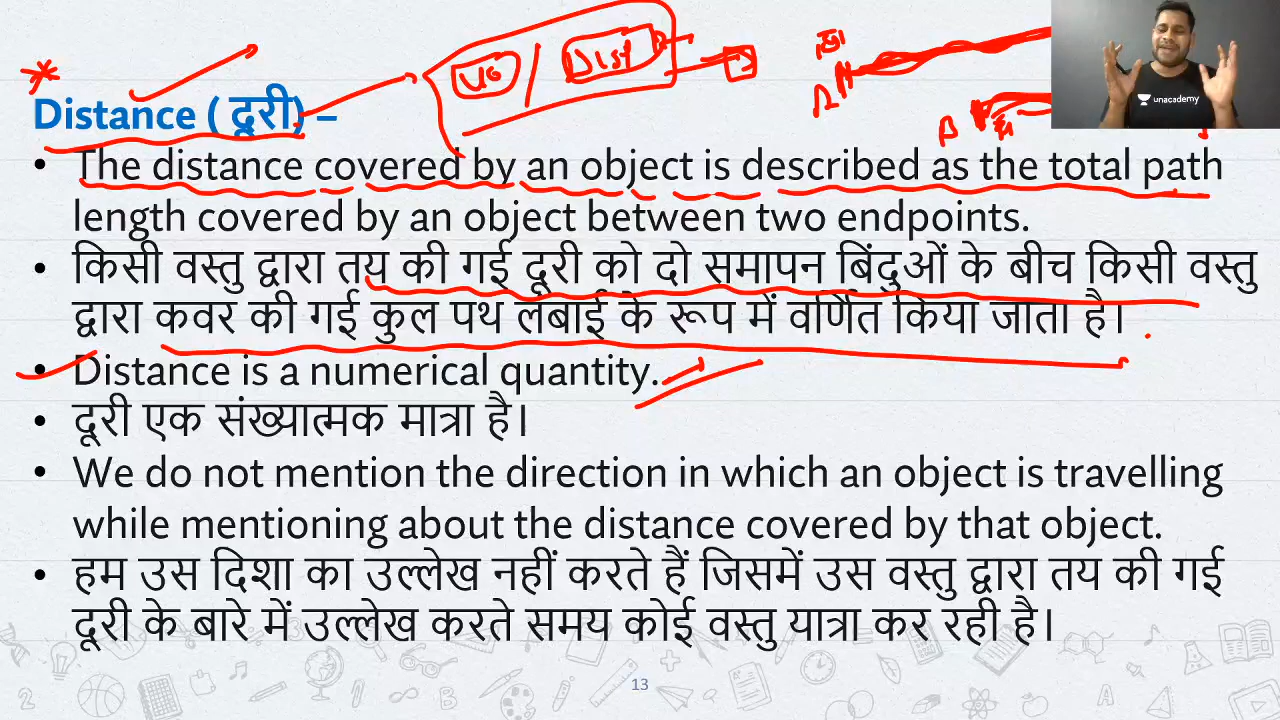 Distance ( दूरी) –
• The distance covered by an object is described as the total path
length covered by an object between two endpoints.
• किसी वस्तु द्वारा तय की गई दूरी को दो समापन बिंदुओं के बीच किसी वस्तु
द्वारा कवर की गई कुल पथ लंबाई के रूप में वर्णित किया जाता है।
• Distance is a numerical quantity.
• दूरी एक संख्यात्मक मात्रा है।
• We do not mention the direction in which an object is travelling
while mentioning about the distance covered by that object.
• हम उस दिशा का उल्लेख नहीं करते हैं जिसमें उस वस्तु द्वारा तय की गई
दूरी के बारे में उल्लेख करते समय कोई वस्तु यात्रा कर रही है।
13
unacademy